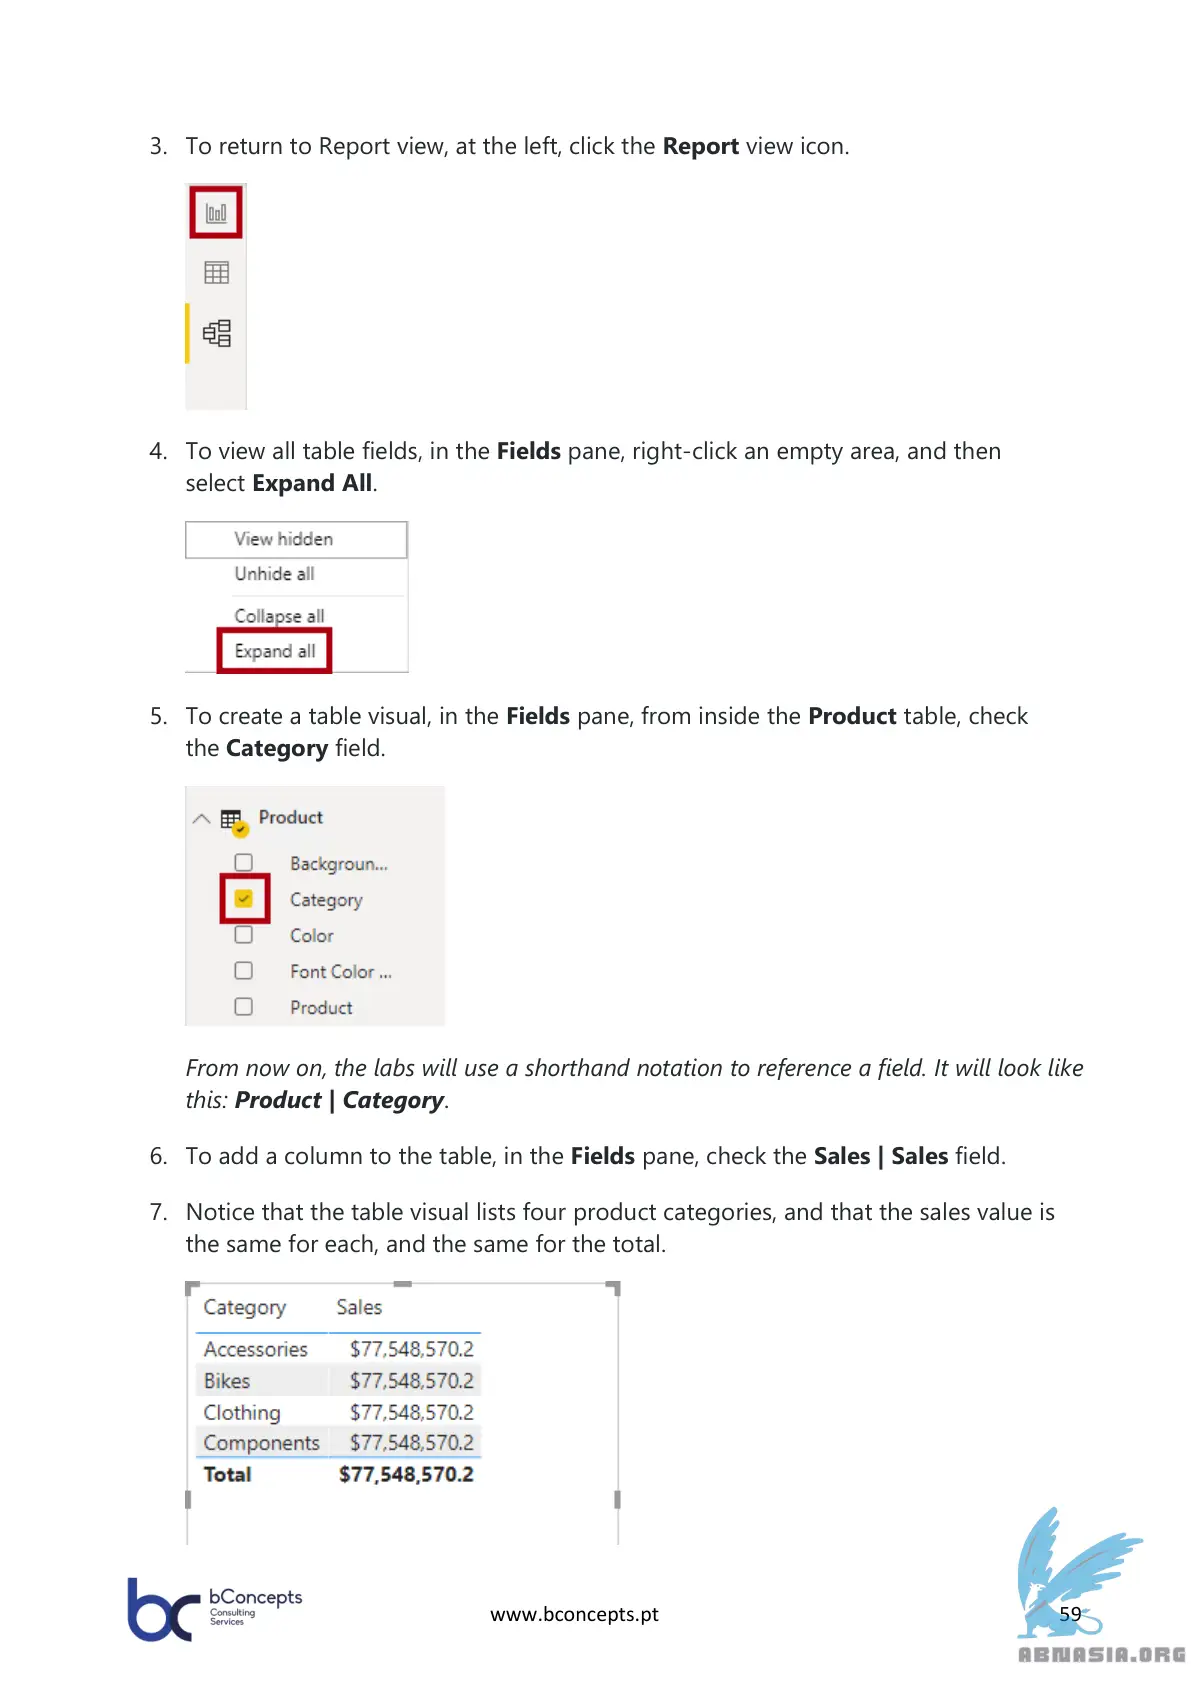 3. To return to Report view, at the left, click the Report view icon.
4. To view all table fields, in the Fields pane, right-click an empty area, and then
select Expand All.
View hidden
Unhide all
Collapse all
Expand all
5. To create a table visual, in the Fields pane, from inside the Product table, check
the Category field.
Product
Backgroun...
Category
Color
Font Color ...
Product
From now on, the labs will use a shorthand notation to reference a field. It will look like
this: Product | Category.
6. To add a column to the table, in the Fields pane, check the Sales | Sales field.
7. Notice that the table visual lists four product categories, and that the sales value is
the same for each, and the same for the total.
Category Sales
Accessories $77,548,570.2
Bikes $77,548,570.2
Clothing $77,548,570.2
Components $77,548,570.2
Total $77,548,570.2
bc bConcepts
Consulting
Services
www.bconcepts.pt
59
ABNASIA.ORG